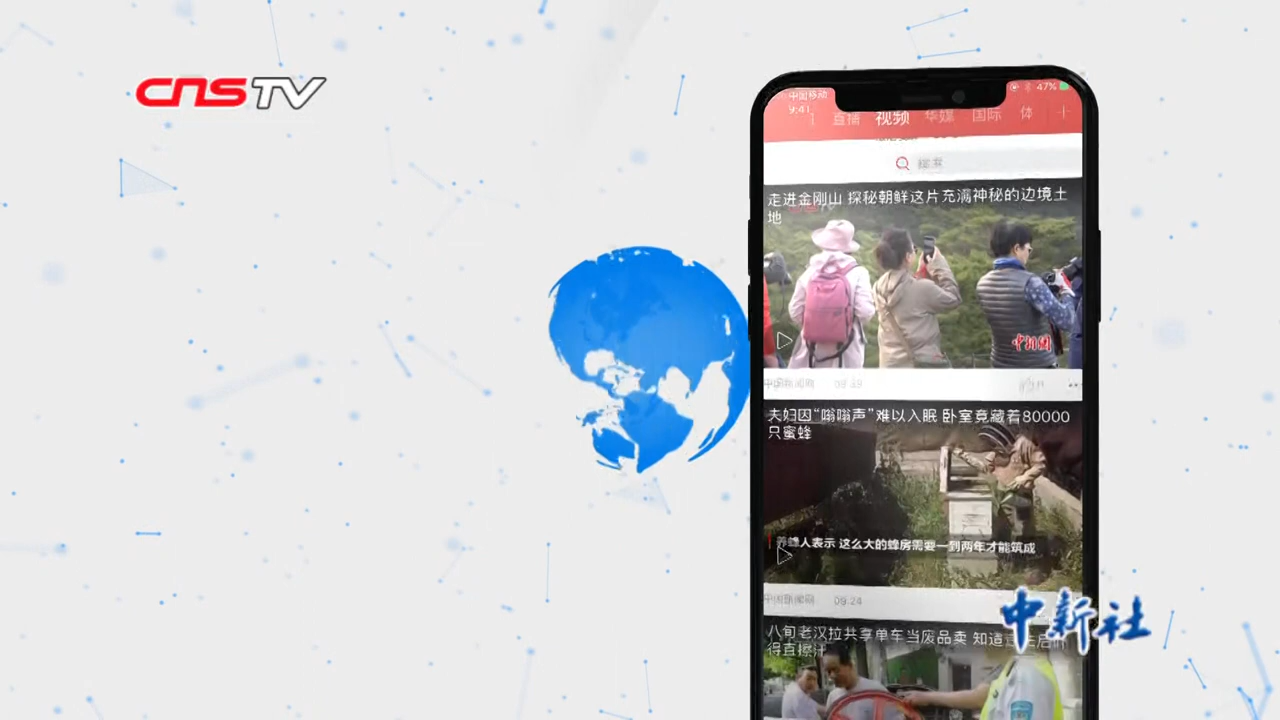 CNSTV
中国移动
9:41
47%
直播 视频 华媒 国际 体
搜索
走进金刚山 探秘朝鲜这片充满神秘的边境土
地
中新网
中国新闻网 09:49
夫妇因“嗡嗡声”难以入眠 卧室竟藏着80000
只蜜蜂
养蜂人表示 这么大的蜂房需要一到两年才能筑成
中国新闻网 09:24
中新社
八旬老汉拉共享单车当废品卖 知道
得直擦汗